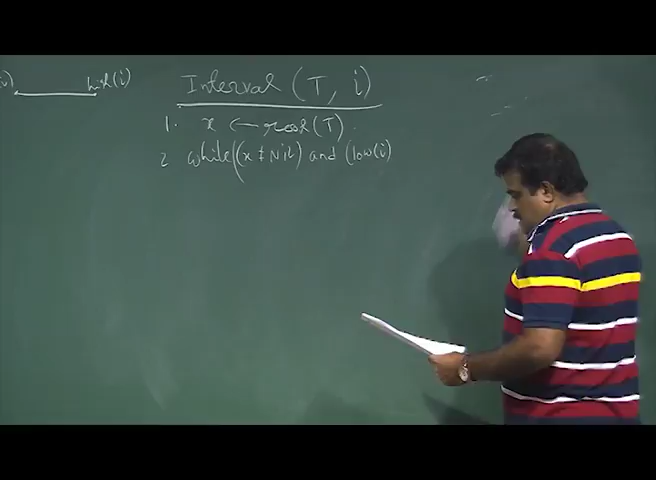 high(i)
Interval (T, i)
1. x ← root(T)
2 while((x ≠ Nil) and (low(i)